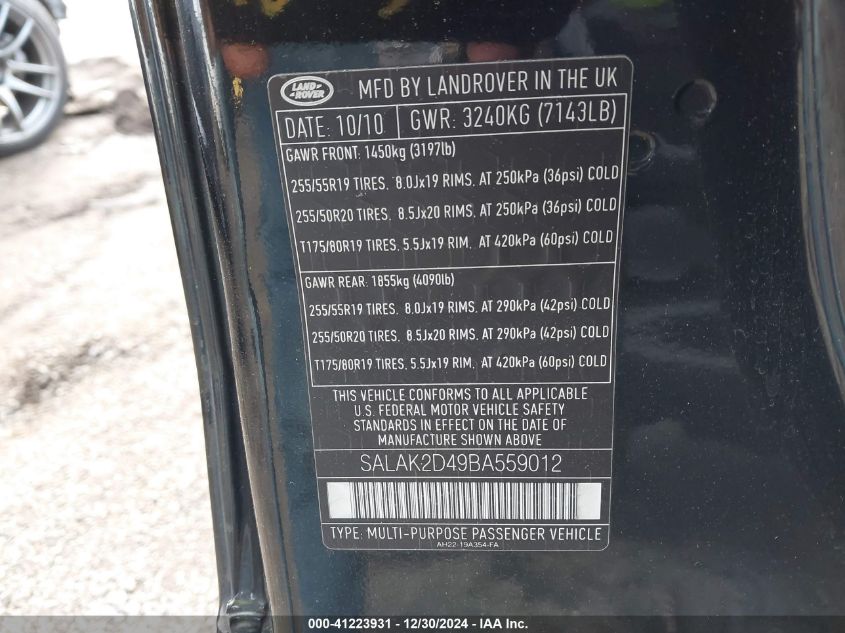 LAND
ROVER
MFD BY LANDROVER IN THE UK
DATE: 10/10 GWR: 3240KG (7143LB)
GAWR FRONT: 1450kg (3197lb)
255/55R19 TIRES. 8.0Jx19 RIMS. AT 250kPa (36psi) COLD
255/50R20 TIRES. 8.5Jx20 RIMS. AT 250kPa (36psi) COLD
T175/80R19 TIRES. 5.5Jx19 RIM. AT 420kPa (60psi) COLD
GAWR REAR: 1855kg (4090lb)
255/55R19 TIRES. 8.0Jx19 RIMS. AT 290kPa (42psi) COLD
255/50R20 TIRES. 8.5Jx20 RIMS. AT 290kPa (42psi) COLD
T175/80R19 TIRES. 5.5Jx19 RIM. AT 420kPa (60psi) COLD
THIS VEHICLE CONFORMS TO ALL APPLICABLE
U.S. FEDERAL MOTOR VEHICLE SAFETY
STANDARDS IN EFFECT ON THE DATE OF
MANUFACTURE SHOWN ABOVE
SALAK2D49BA559012
TYPE: MULTI-PURPOSE PASSENGER VEHICLE
AH22-19A354-FA
000-41223931 - 12/30/2024 - IAA Inc.